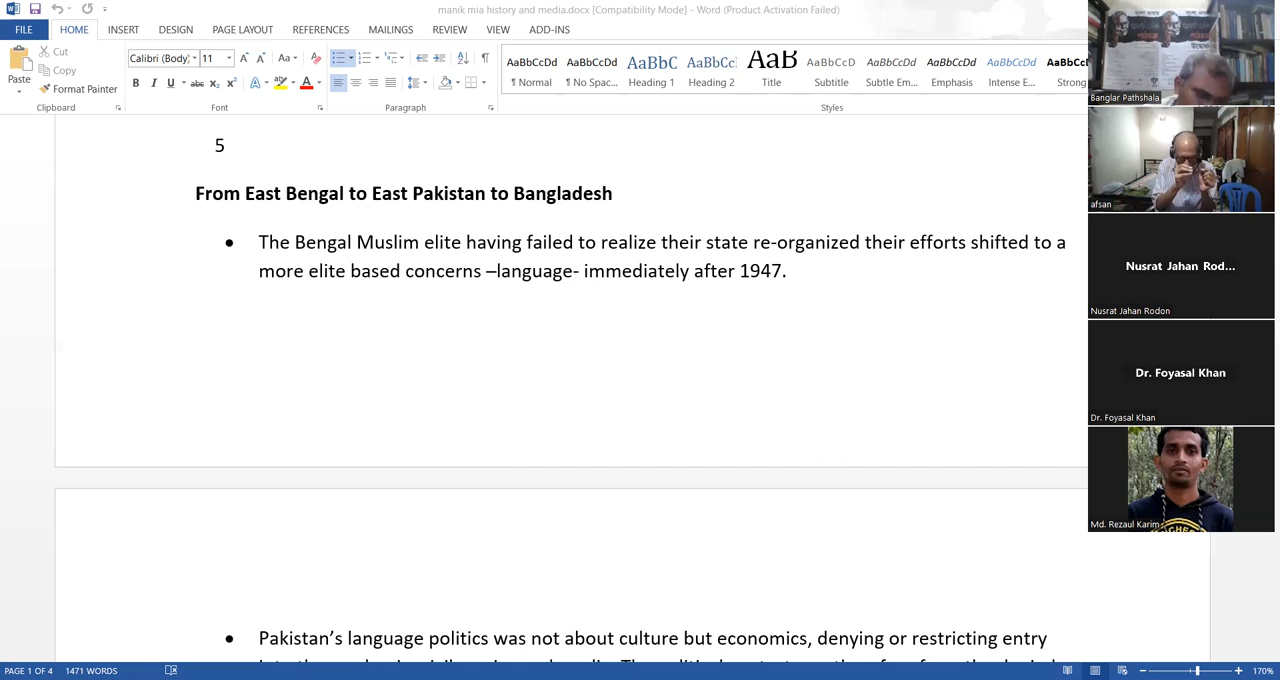 manik mia history and media.docx [Compatibility Mode] - Word (Product Activation Failed)
FILE HOME INSERT DESIGN PAGE LAYOUT REFERENCES MAILINGS REVIEW VIEW ADD-INS
Cut
Copy
Format Painter
Paste
Calibri (Body) 11
AaBbCcDd AaBbCcDd AaBbC AaBbCc AaB AaBbCcD AaBbCcDd AaBbCcDd AaBbCcDd AaBbCc
¶ Normal ¶ No Spac... Heading 1 Heading 2 Title Subtitle Subtle Em... Emphasis Intense E... Strong
Clipboard Font Paragraph Styles
5
From East Bengal to East Pakistan to Bangladesh
• The Bengal Muslim elite having failed to realize their state re-organized their efforts shifted to a
more elite based concerns –language- immediately after 1947.
• Pakistan's language politics was not about culture but economics, denying or restricting entry
PAGE 1 OF 4 1471 WORDS 170%
Banglar Pathshala
afsan
Nusrat Jahan Rod...
Nusrat Jahan Rodon
Dr. Foyasal Khan
Dr. Foyasal Khan
Md. Rezaul Karim